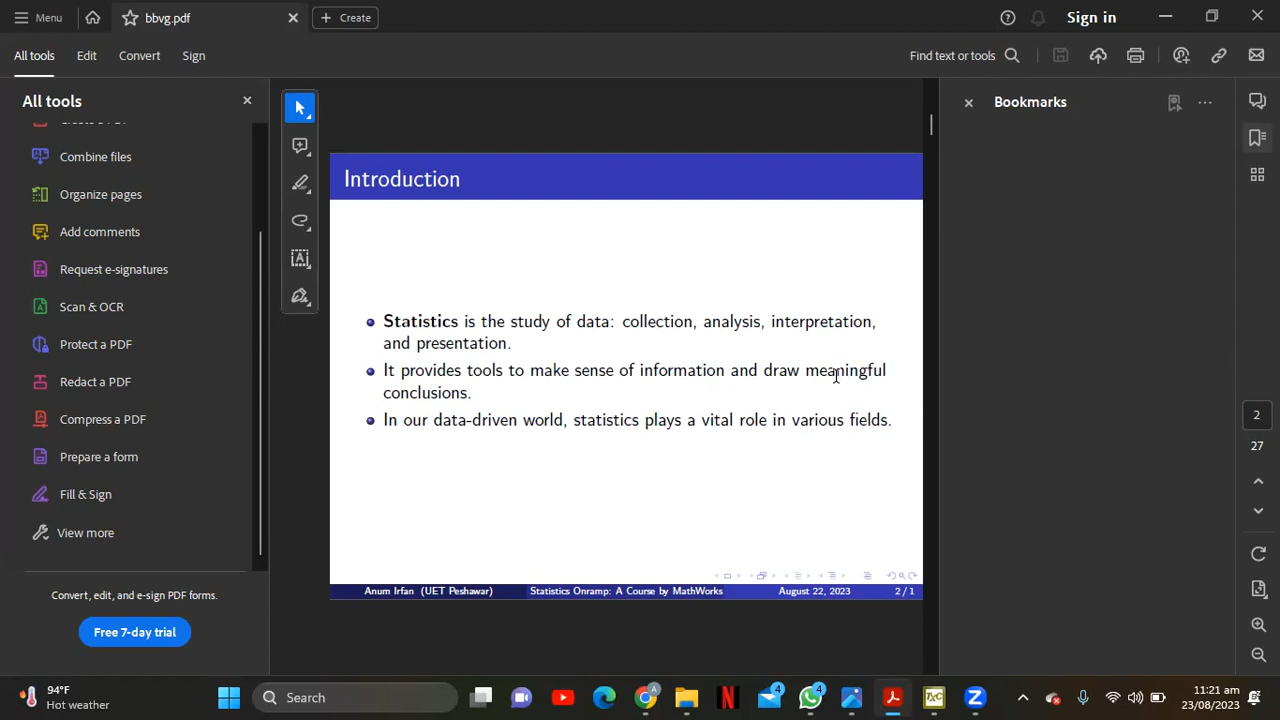 Menu
bbvg.pdf
Create
Sign in
All tools
Edit
Convert
Sign
Find text or tools
All tools
Combine files
Organize pages
Add comments
Request e-signatures
Scan & OCR
Protect a PDF
Redact a PDF
Compress a PDF
Prepare a form
Fill & Sign
View more
Convert, edit, and e-sign PDF forms.
Free 7-day trial
Introduction
Statistics is the study of data: collection, analysis, interpretation,
and presentation.
It provides tools to make sense of information and draw meaningful
conclusions.
In our data-driven world, statistics plays a vital role in various fields.
Anum Irfan (UET Peshawar)
Statistics Onramp: A Course by MathWorks
August 22, 2023
2 / 1
Bookmarks
2
27
94°F
Hot weather
Search
4
4
11:21 am
23/08/2023